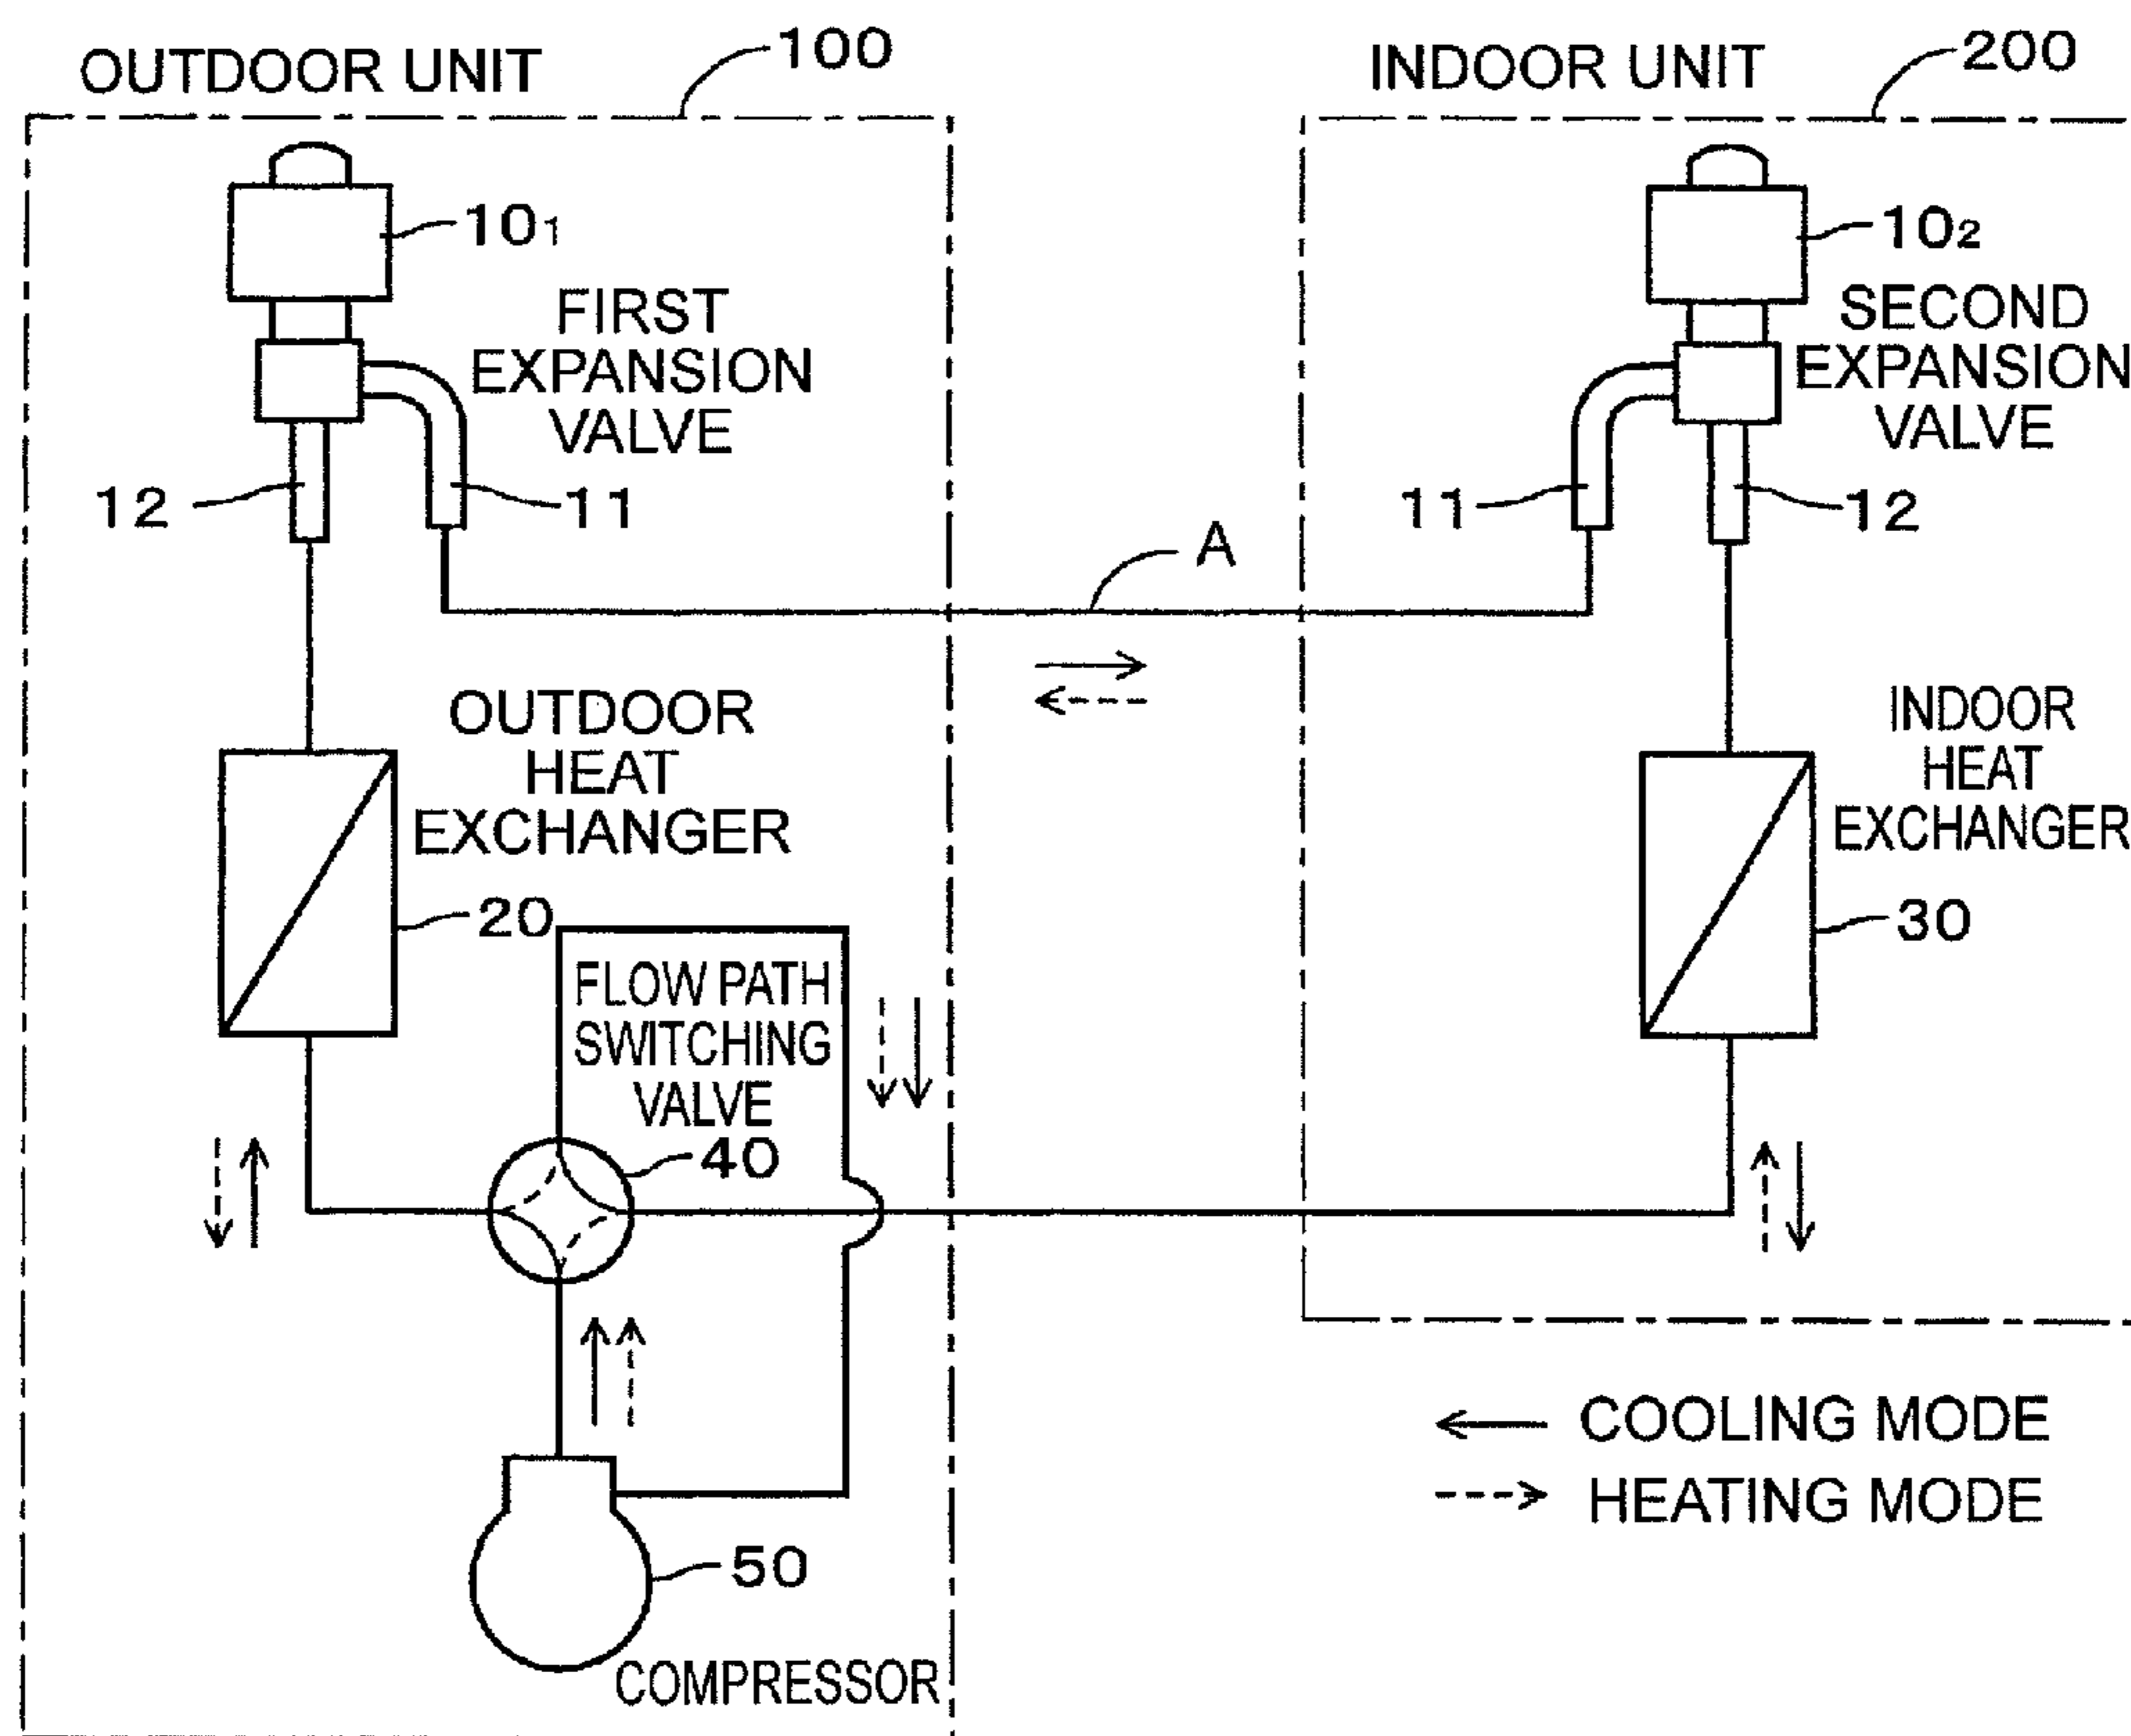 OUTDOOR UNIT
100
INDOOR UNIT
200
10₁
FIRST
EXPANSION
VALVE
12
11
10₂
SECOND
EXPANSION
VALVE
11
12
A
OUTDOOR
HEAT
EXCHANGER
20
INDOOR
HEAT
EXCHANGER
30
FLOW PATH
SWITCHING
VALVE
40
50
COMPRESSOR
COOLING MODE
HEATING MODE